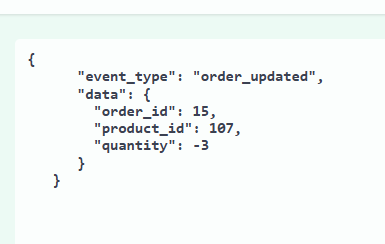 {
"event_type": "order_updated",
"data": {
"order_id": 15,
"product_id": 107,
"quantity": -3
}
}